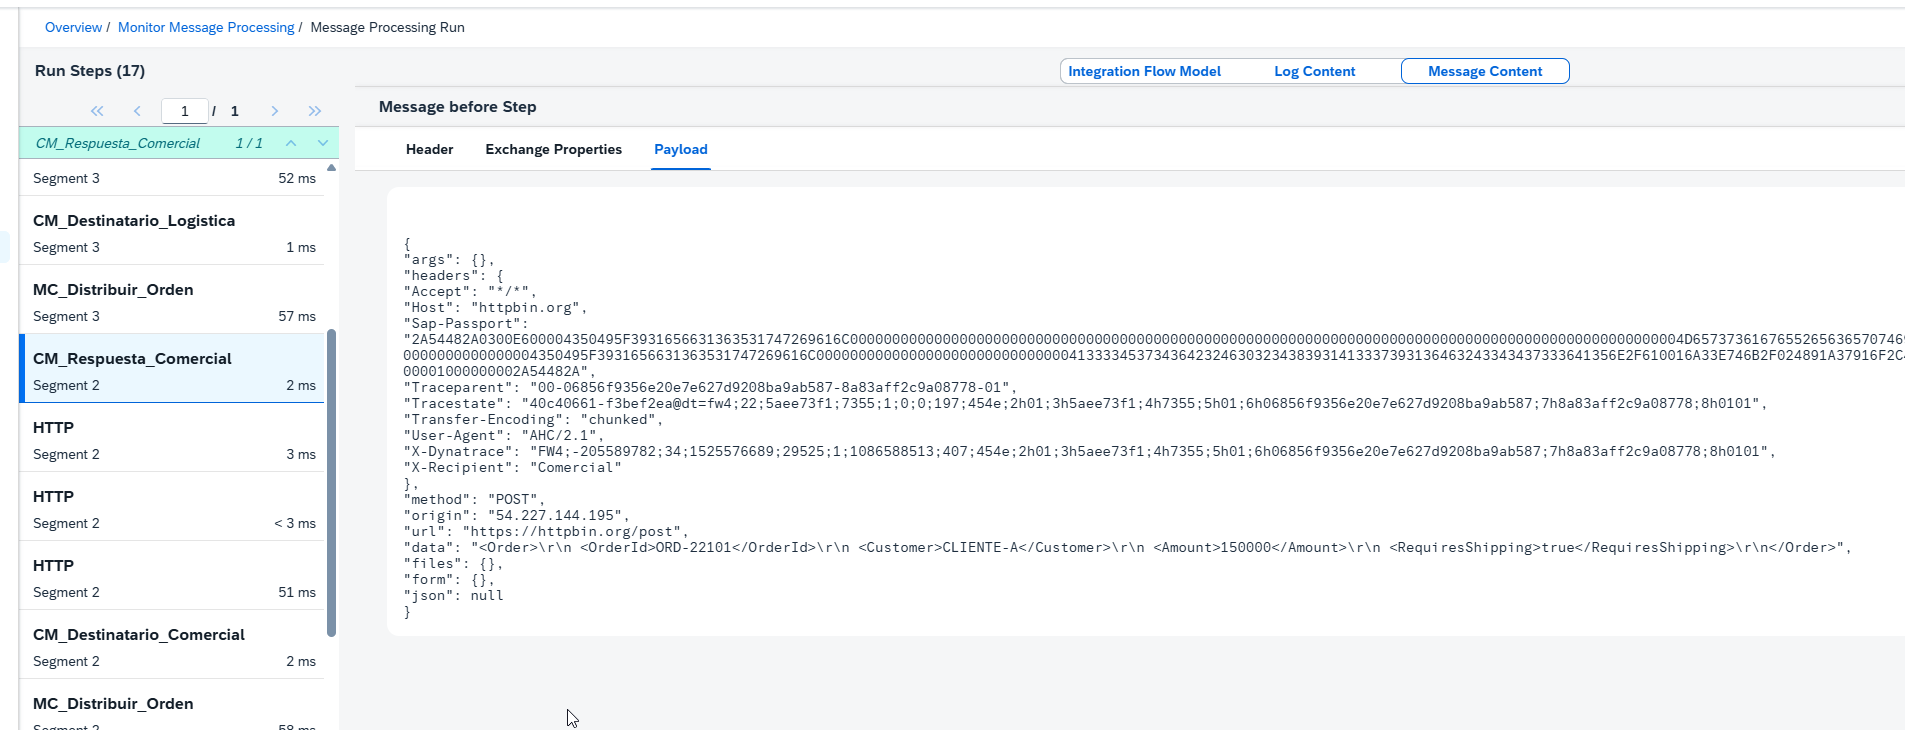 Overview / Monitor Message Processing / Message Processing Run
Run Steps (17)
1 / 1
CM_Respuesta_Comercial 1 / 1
Segment 3 52 ms
CM_Destinatario_Logistica
Segment 3 1 ms
MC_Distribuir_Orden
Segment 3 57 ms
CM_Respuesta_Comercial
Segment 2 2 ms
HTTP
Segment 2 3 ms
HTTP
Segment 2 < 3 ms
HTTP
Segment 2 51 ms
CM_Destinatario_Comercial
Segment 2 2 ms
MC_Distribuir_Orden
Segment 2 58 ms
Integration Flow Model Log Content Message Content
Message before Step
Header Exchange Properties Payload
{
"args": {},
"headers": {
"Accept": "*/*",
"Host": "httpbin.org",
"Sap-Passport":
00001000000002A54482A",
"Traceparent": "00-06856f9356e20e7e627d9208ba9ab587-8a83aff2c9a08778-01",
"Tracestate": "40c40661-f3bef2ea@dt=fw4;22;5aee73f1;7355;1;0;0;197;454e;2h01;3h5aee73f1;4h7355;5h01;6h06856f9356e20e7e627d9208ba9ab587;7h8a83aff2c9a08778;8h0101",
"Transfer-Encoding": "chunked",
"User-Agent": "AHC/2.1",
"X-Dynatrace": "FW4;-205589782;34;1525576689;29525;1;1086588513;407;454e;2h01;3h5aee73f1;4h7355;5h01;6h06856f9356e20e7e627d9208ba9ab587;7h8a83aff2c9a08778;8h0101",
"X-Recipient": "Comercial"
},
"method": "POST",
"origin": "54.227.144.195",
"url": "https://httpbin.org/post",
"data": "<Order>\r\n <OrderId>ORD-22101</OrderId>\r\n <Customer>CLIENTE-A</Customer>\r\n <Amount>150000</Amount>\r\n <RequiresShipping>true</RequiresShipping>\r\n</Order>",
"files": {},
"form": {},
"json": null
}